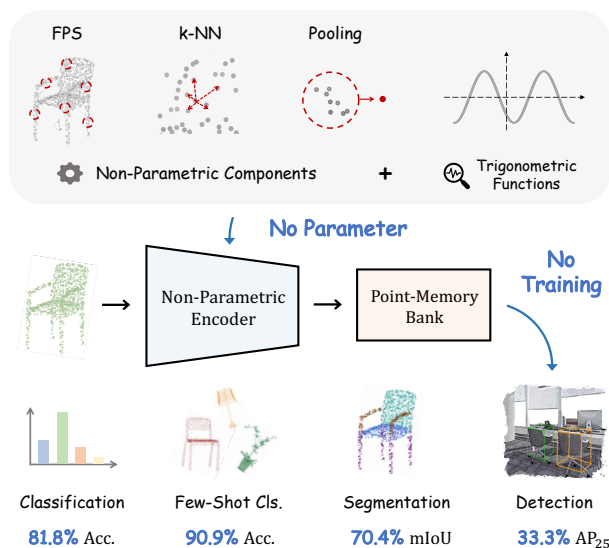 FPS
k-NN
Pooling
Non-Parametric Components
+
Trigonometric
Functions
No Parameter
No
Training
Non-Parametric
Encoder
Point-Memory
Bank
Classification
Few-Shot Cls.
Segmentation
Detection
81.8% Acc.
90.9% Acc.
70.4% mIoU
33.3% AP25